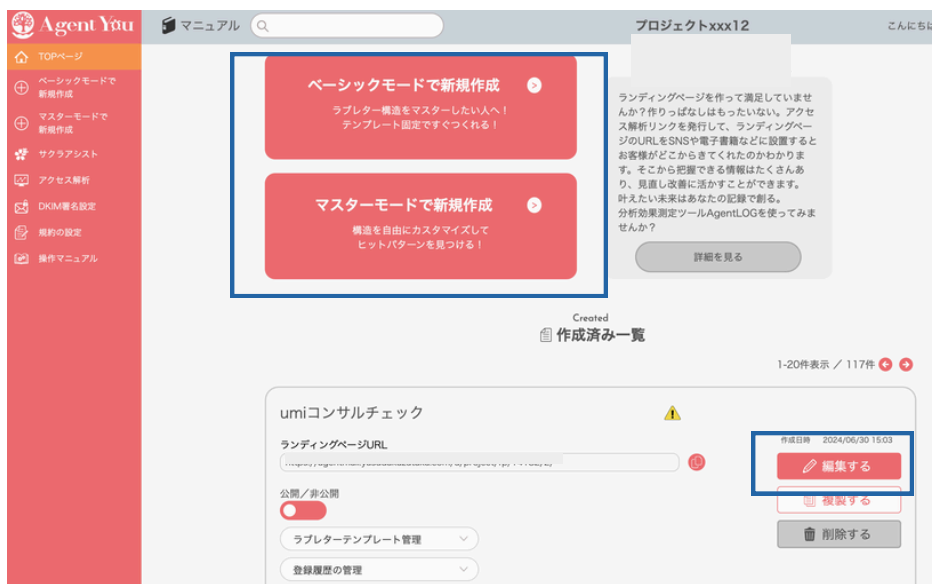 Agent You
マニュアル
プロジェクトxxx12
こんにちは
TOPページ
ベーシックモードで
新規作成
マスターモードで
新規作成
サクラアシスト
アクセス解析
DKIM署名設定
規約の設定
操作マニュアル
ベーシックモードで新規作成
ラブレター構造をマスターしたい人へ！
テンプレート固定ですぐつくれる！
マスターモードで新規作成
構造を自由にカスタマイズして
ヒットパターンを見つける！
ランディングページを作って満足していませ
んか？作りっぱなしはもったいない。アクセ
ス解析リンクを発行して、ランディングペー
ジのURLをSNSや電子書籍などに設置すると
お客様がどこからきてくれたのかわかりま
す。そこから把握できる情報はたくさんあ
り、見直し改善に活かすことができます。
叶えたい未来はあなたの記録で創る。
分析効果測定ツールAgentLOGを使ってみま
せんか？
詳細を見る
Created
作成済み一覧
1-20件表示 ／ 117件
umiコンサルチェック
作成日時 2024/06/30 15:03
ランディングページURL
編集する
公開／非公開
複製する
ラブレターテンプレート管理
削除する
登録履歴の管理